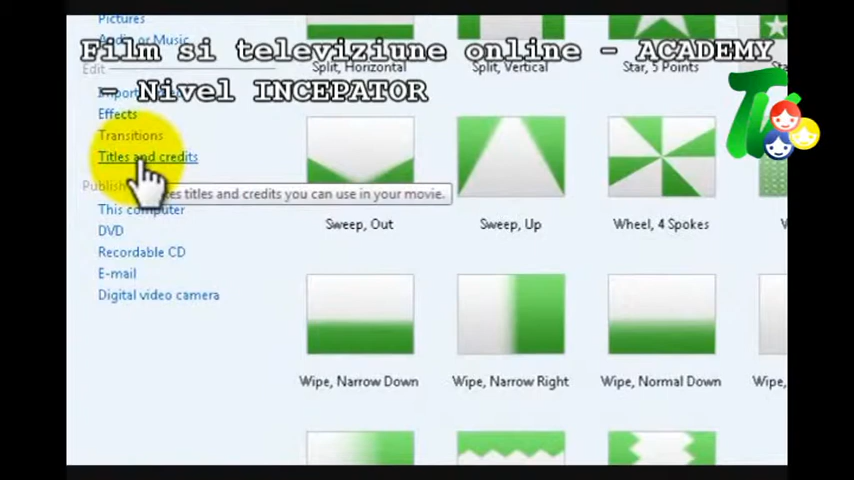 Pictures
Audio or Music
Film si televiziune online - ACADEMY
- Nivel INCEPATOR
Edit
Effects
Transitions
Titles and credits
titles and credits you can use in your movie.
Publish
This computer
DVD
Recordable CD
E-mail
Digital video camera
Split, Horizontal
Split, Vertical
Star, 5 Points
Sweep, Out
Sweep, Up
Wheel, 4 Spokes
Wipe, Narrow Down
Wipe, Narrow Right
Wipe, Normal Down
Wipe,